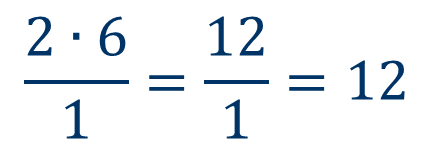 2 · 6 / 1 = 12 / 1 = 12